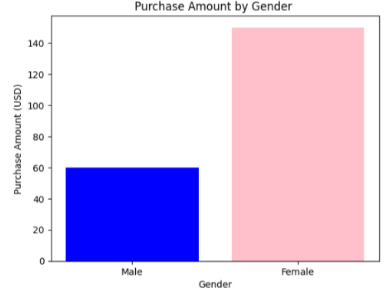 Purchase Amount by Gender
140
120
100
80
60
40
20
0
Purchase Amount (USD)
Male
Female
Gender